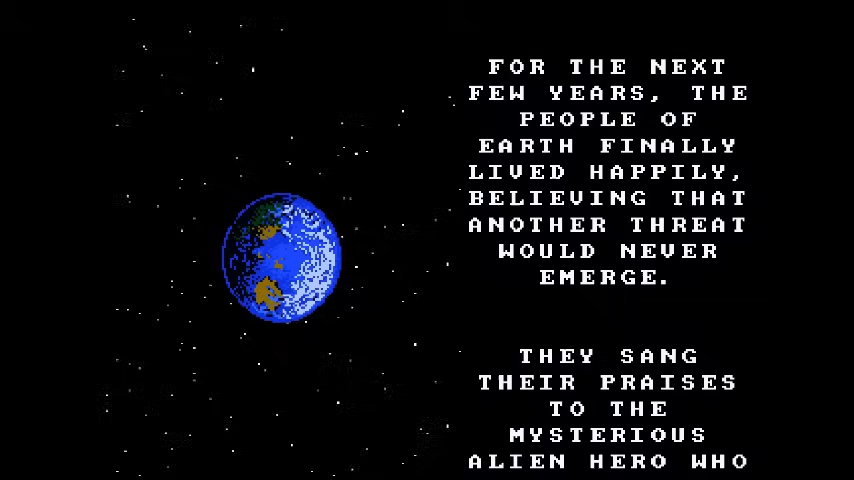 FOR THE NEXT
FEW YEARS, THE
PEOPLE OF
EARTH FINALLY
LIVED HAPPILY,
BELIEVING THAT
ANOTHER THREAT
WOULD NEVER
EMERGE.
THEY SANG
THEIR PRAISES
TO THE
MYSTERIOUS
ALIEN HERO WHO